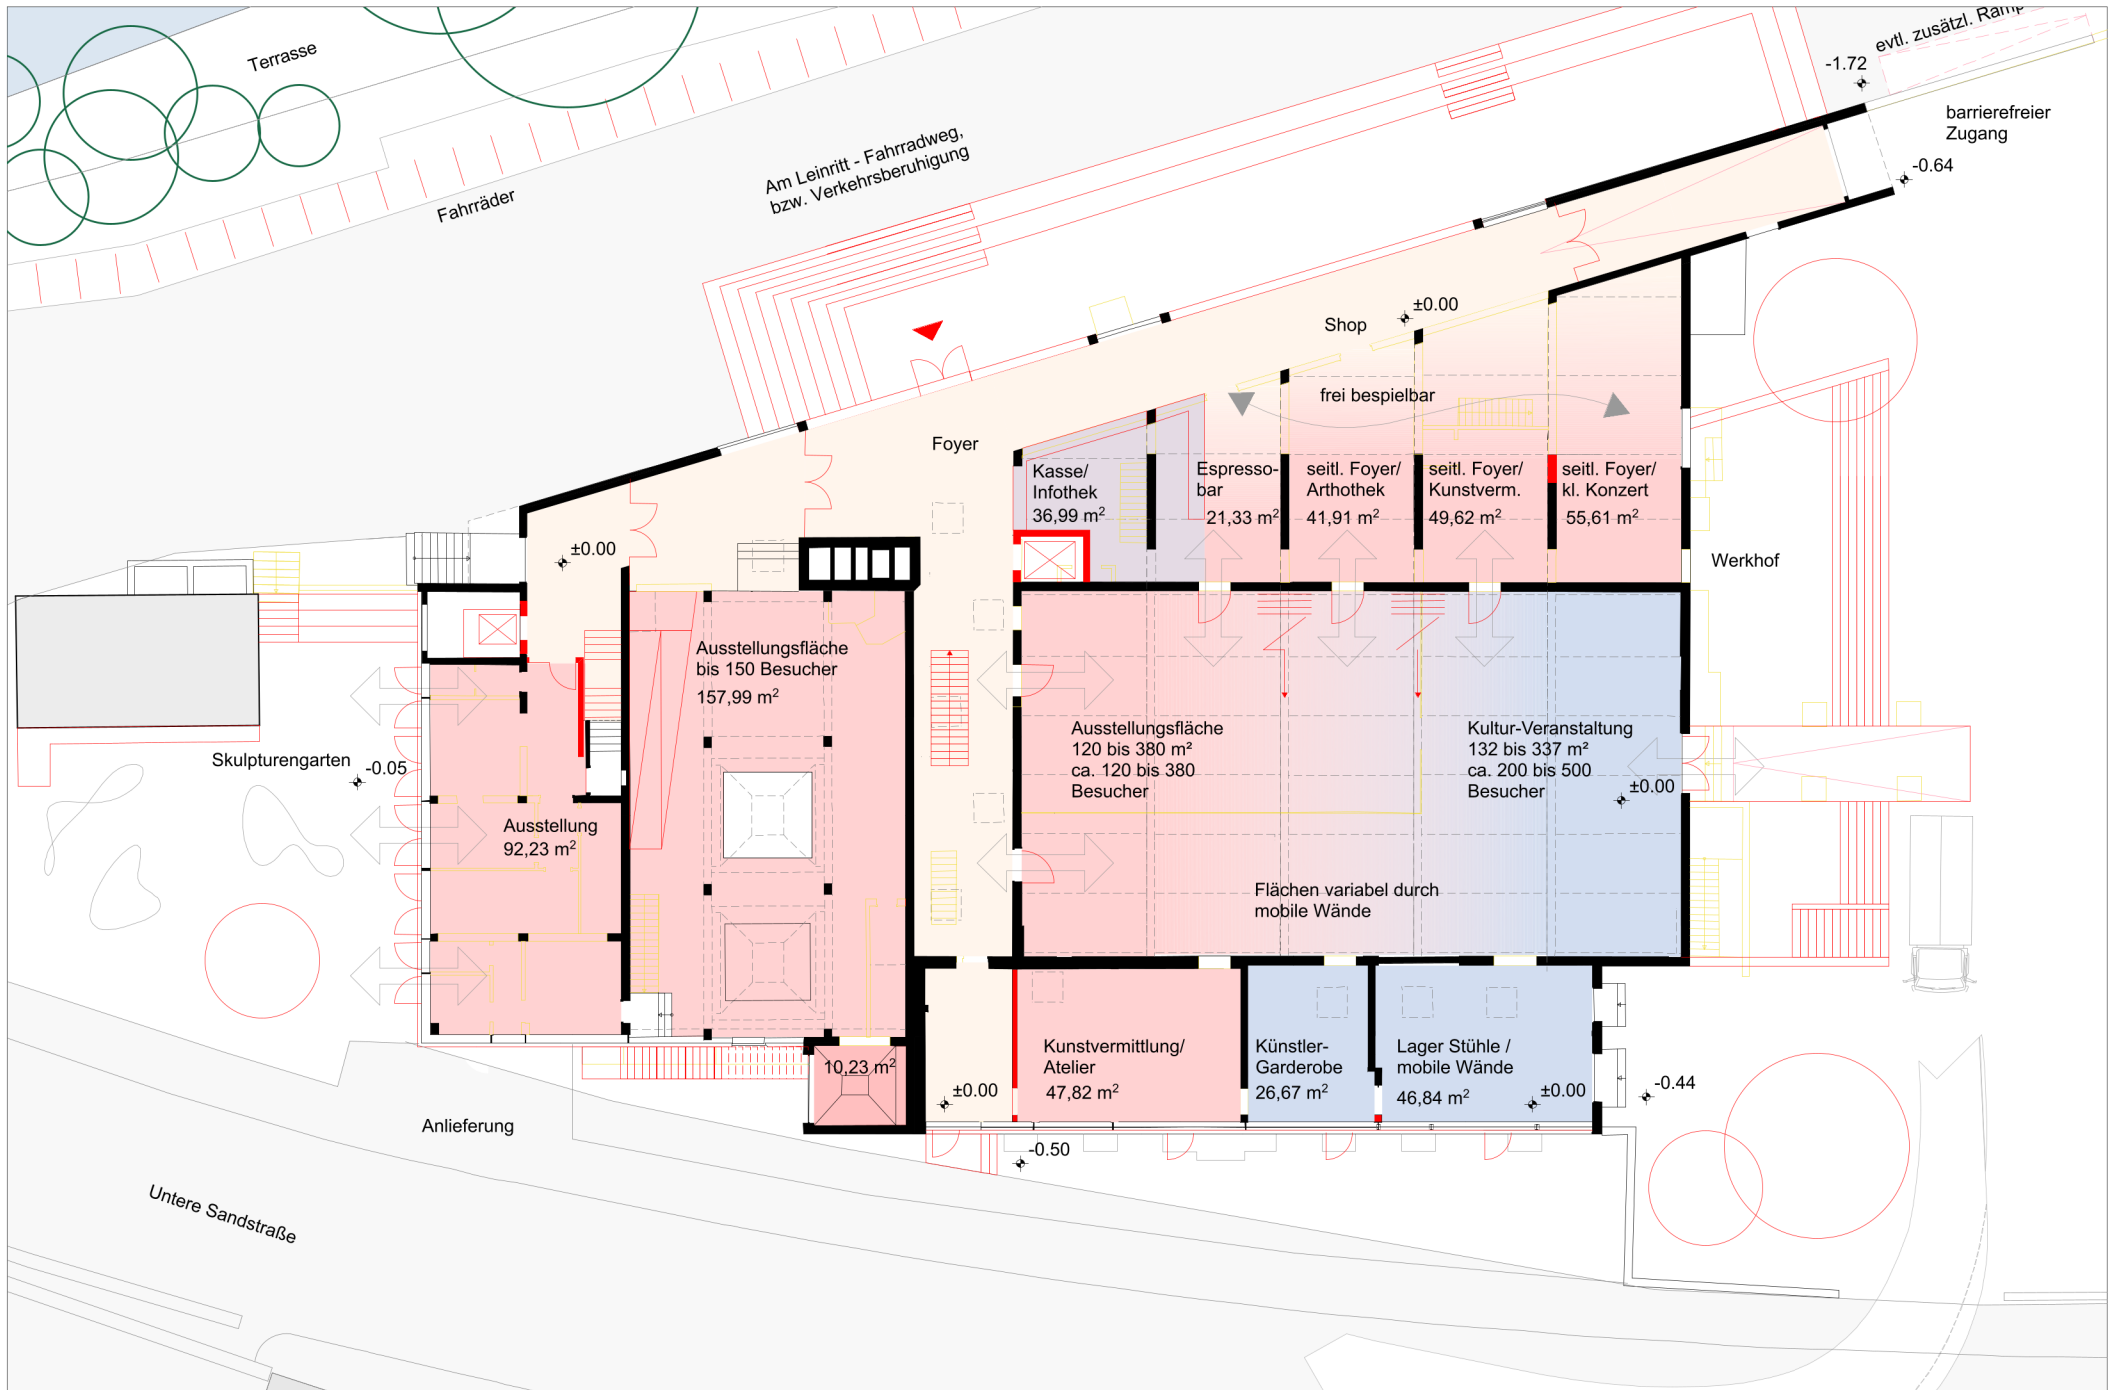 evtl. zusätzl. Ramp
Terrasse
-1.72
barrierefreier
Zugang
-0.64
Am Leinritt - Fahrradweg,
bzw. Verkehrsberuhigung
Fahrräder
±0.00
Shop
frei bespielbar
Foyer
Kasse/
Infothek
36,99 m²
Espresso-
bar
21,33 m²
seitl. Foyer/
Arthothek
41,91 m²
seitl. Foyer/
Kunstverm.
49,62 m²
seitl. Foyer/
kl. Konzert
55,61 m²
±0.00
Werkhof
Ausstellungsfläche
bis 150 Besucher
157,99 m²
Skulpturengarten
-0.05
Ausstellungsfläche
120 bis 380 m²
ca. 120 bis 380
Besucher
Kultur-Veranstaltung
132 bis 337 m²
ca. 200 bis 500
Besucher
±0.00
Ausstellung
92,23 m²
Flächen variabel durch
mobile Wände
10,23 m²
±0.00
Kunstvermittlung/
Atelier
47,82 m²
Künstler-
Garderobe
26,67 m²
Lager Stühle /
mobile Wände
46,84 m²
±0.00
-0.44
Anlieferung
-0.50
Untere Sandstraße